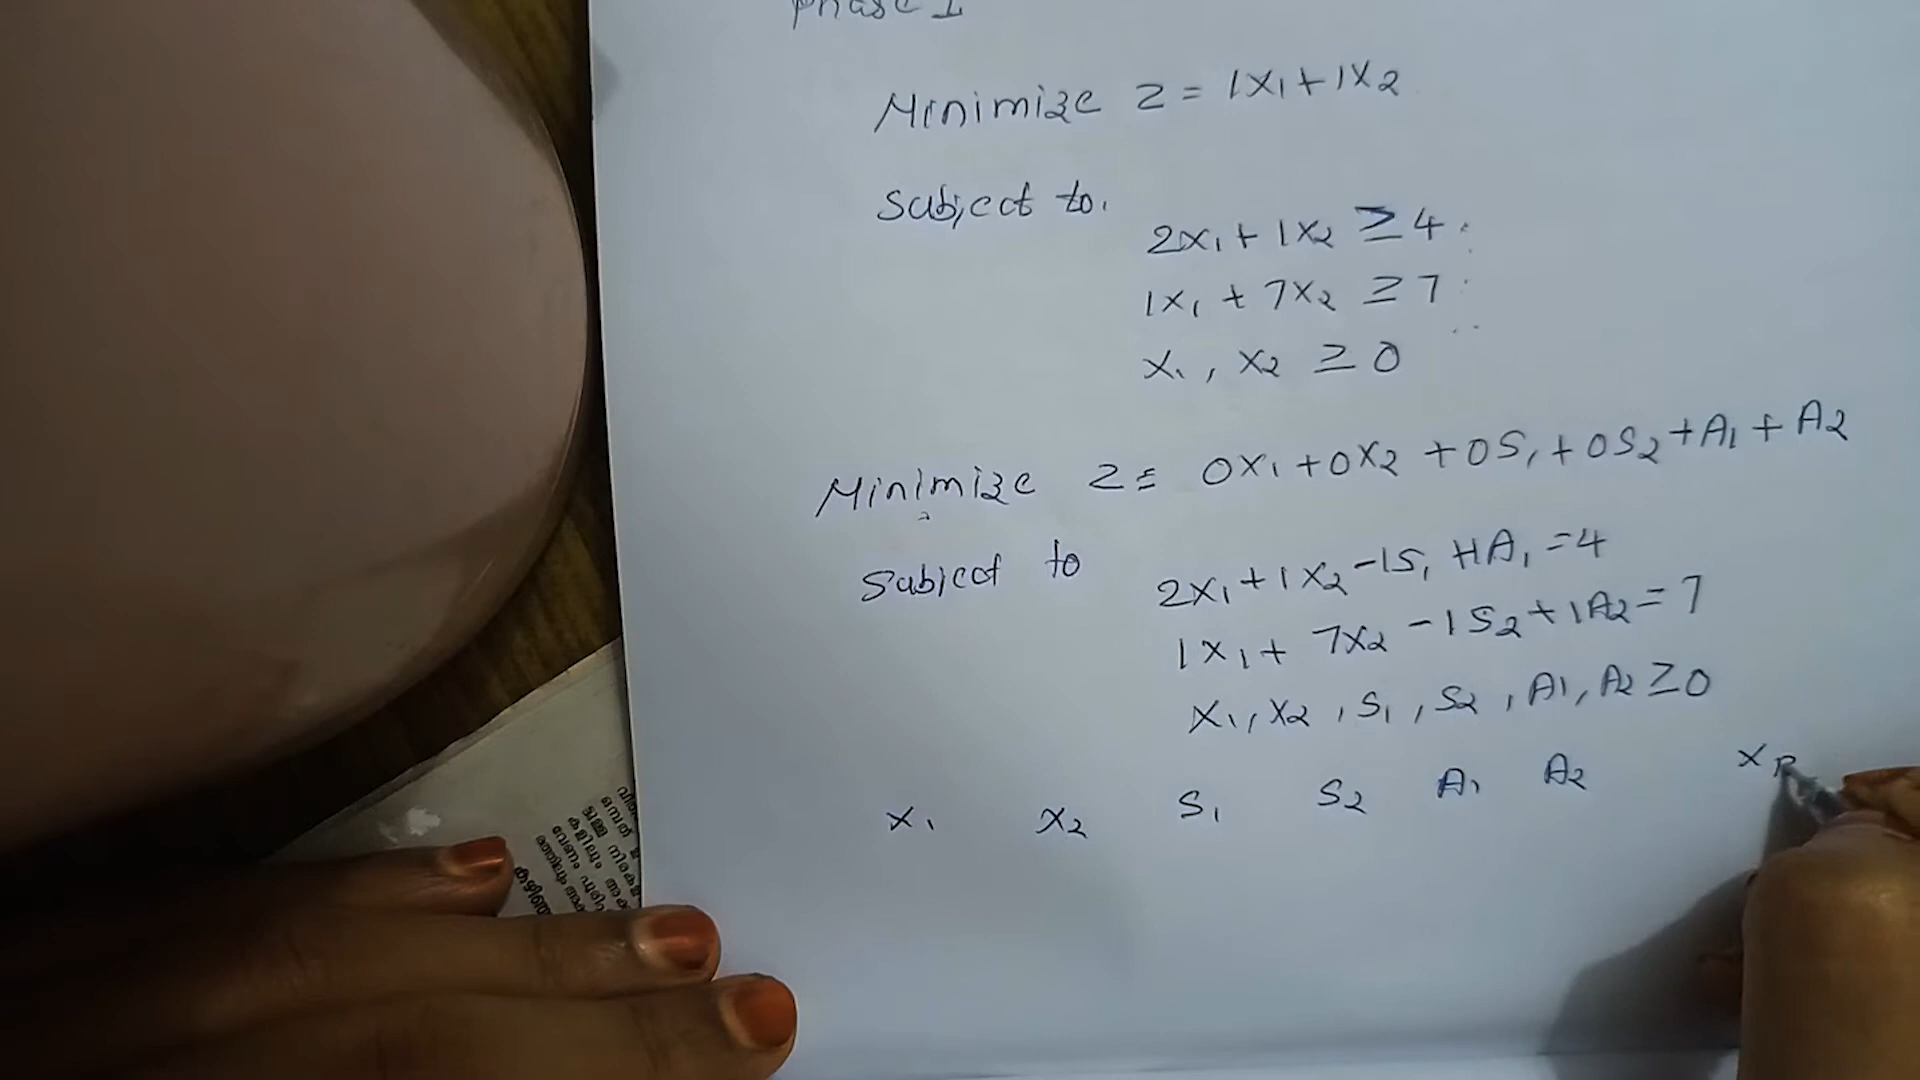 Phase I
Minimize Z = 1x1 + 1x2
Subject to,
2x1 + 1x2 ≥ 4
1x1 + 7x2 ≥ 7
x1, x2 ≥ 0
Minimize Z = 0x1 + 0x2 + 0S1 + 0S2 + A1 + A2
Subject to
2x1 + 1x2 - 1S1 + 1A1 = 4
1x1 + 7x2 - 1S2 + 1A2 = 7
x1, x2, S1, S2, A1, A2 ≥ 0
x1 x2 S1 S2 A1 A2